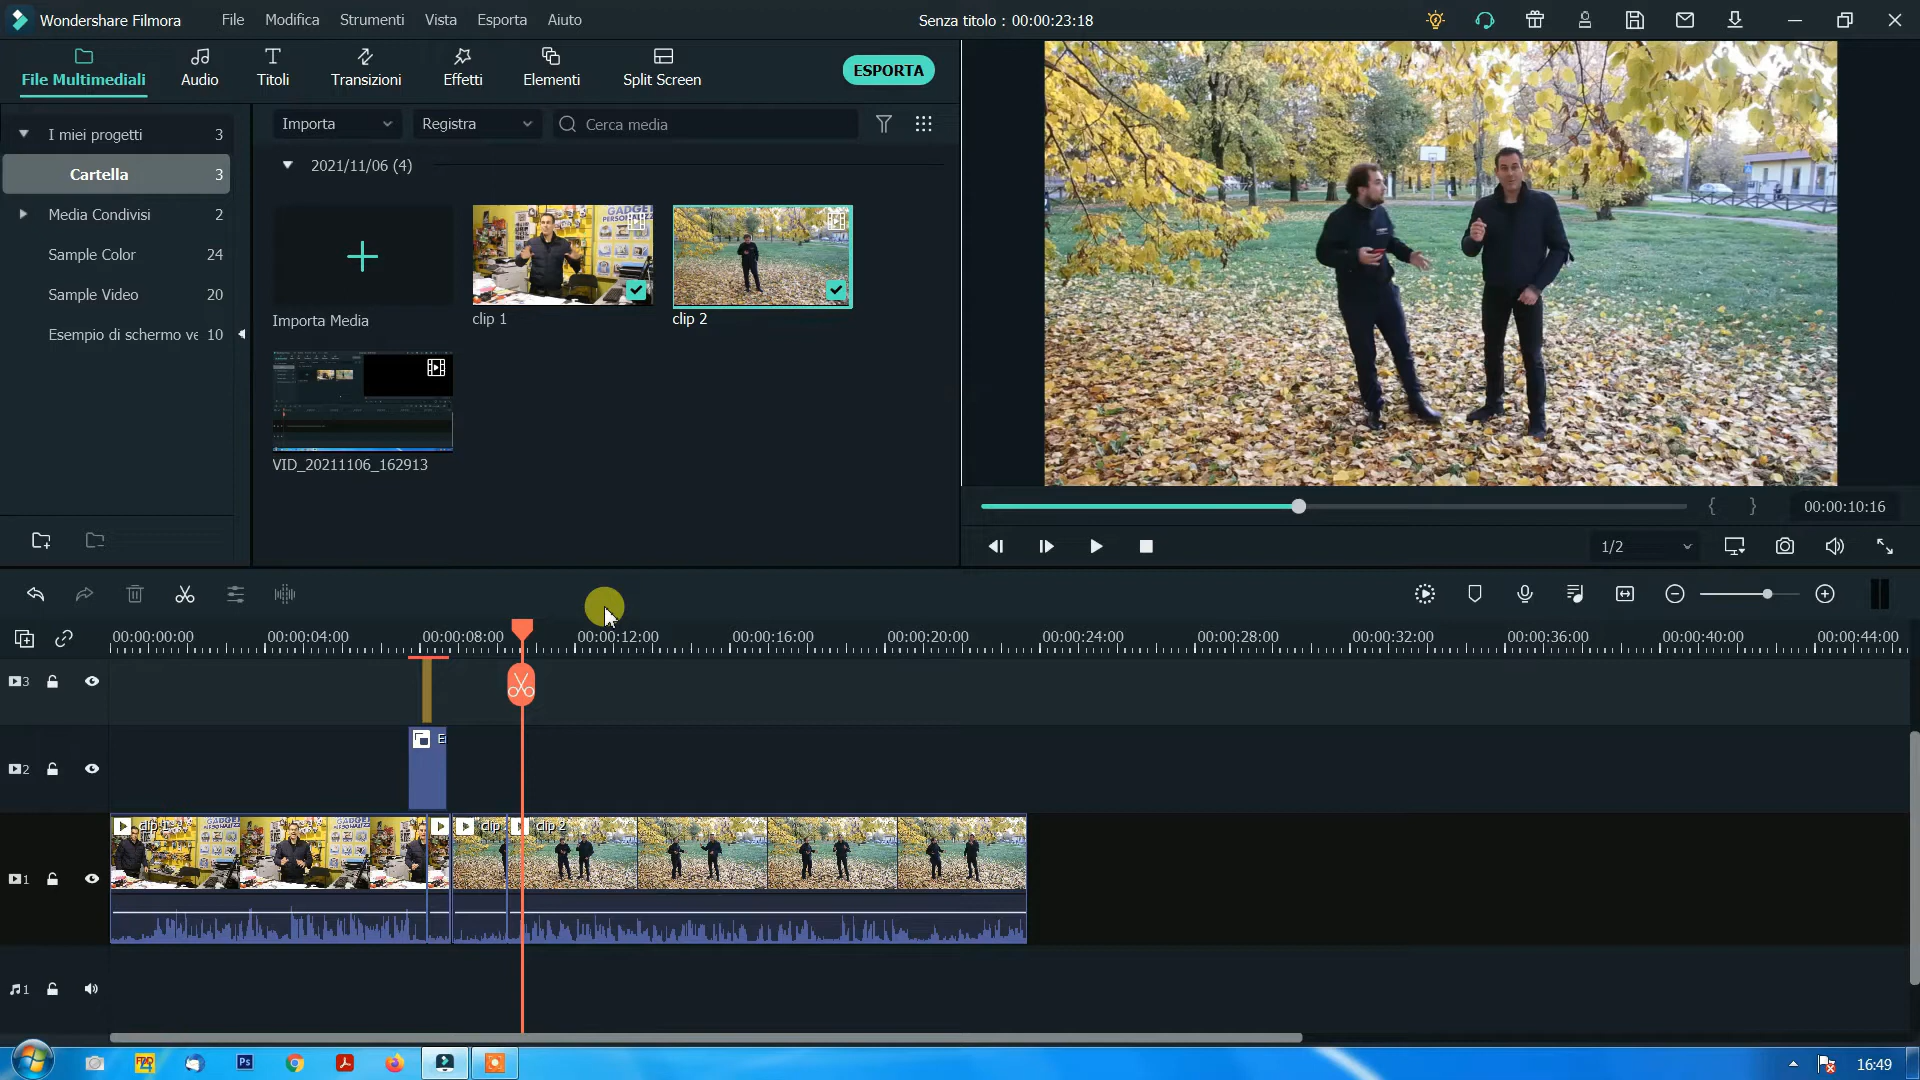 Wondershare Filmora
File Modifica Strumenti Vista Esporta Aiuto
Senza titolo : 00:00:23:18
File Multimediali Audio Titoli Transizioni Effetti Elementi Split Screen
ESPORTA
I miei progetti 3
Cartella 3
Media Condivisi 2
Sample Color 24
Sample Video 20
Esempio di schermo ve 10
Importa
Registra
Cerca media
2021/11/06 (4)
GADGET
Importa Media
clip 1
clip 2
VID_20211106_162913
00:00:10:16
1/2
00:00:00:00 00:00:04:00 00:00:08:00 00:00:12:00 00:00:16:00 00:00:20:00 00:00:24:00 00:00:28:00 00:00:32:00 00:00:36:00 00:00:40:00 00:00:44:00
3
2
E
1
clip 1
clip
clip 2
1
Ps
16:49